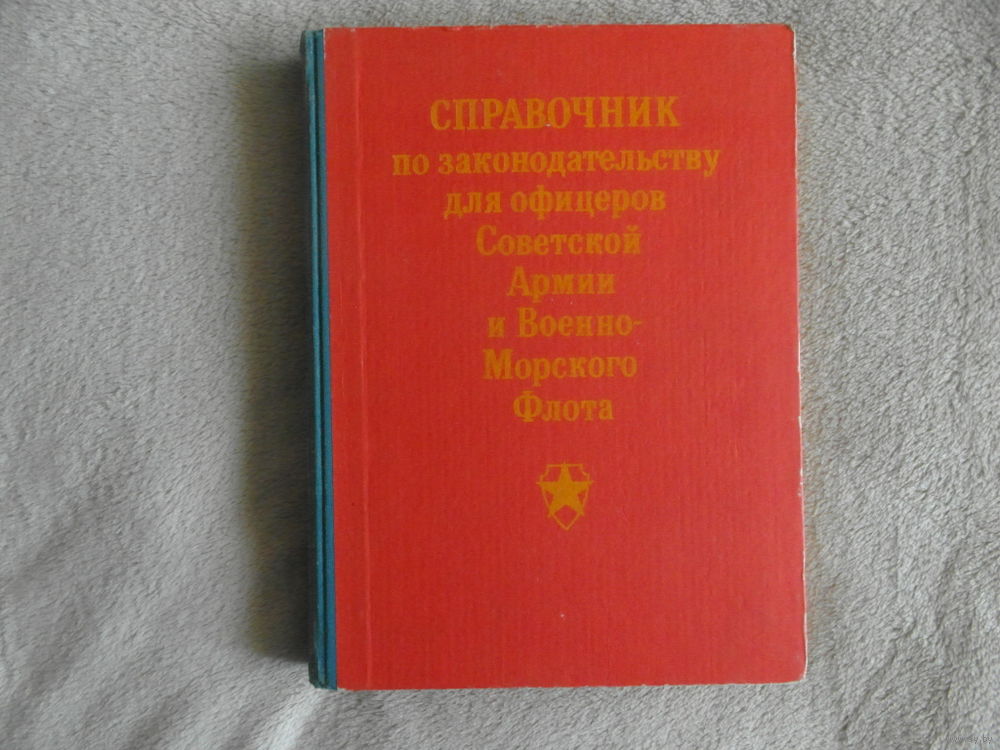 СПРАВОЧНИК
по законодательству
для офицеров
Советской
Армии
и Военно-
Морского
Флота